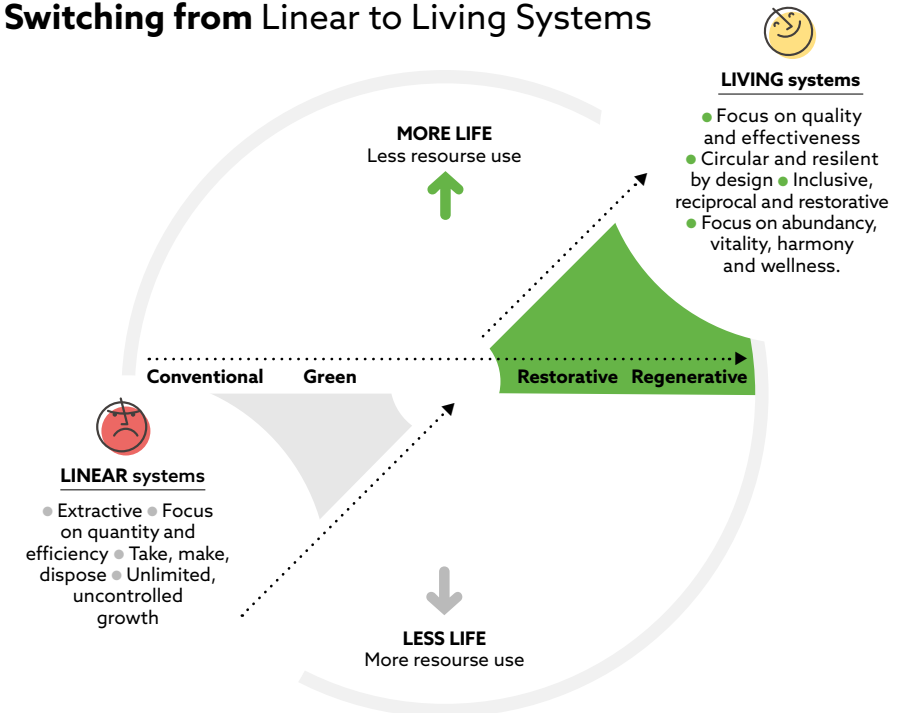 Switching from Linear to Living Systems
LIVING systems
• Focus on quality
and effectiveness
• Circular and resilent
by design • Inclusive,
reciprocal and restorative
• Focus on abundancy,
vitality, harmony
and wellness.
MORE LIFE
Less resourse use
Conventional Green Restorative Regenerative
LINEAR systems
• Extractive • Focus
on quantity and
efficiency • Take, make,
dispose • Unlimited,
uncontrolled
growth
LESS LIFE
More resourse use